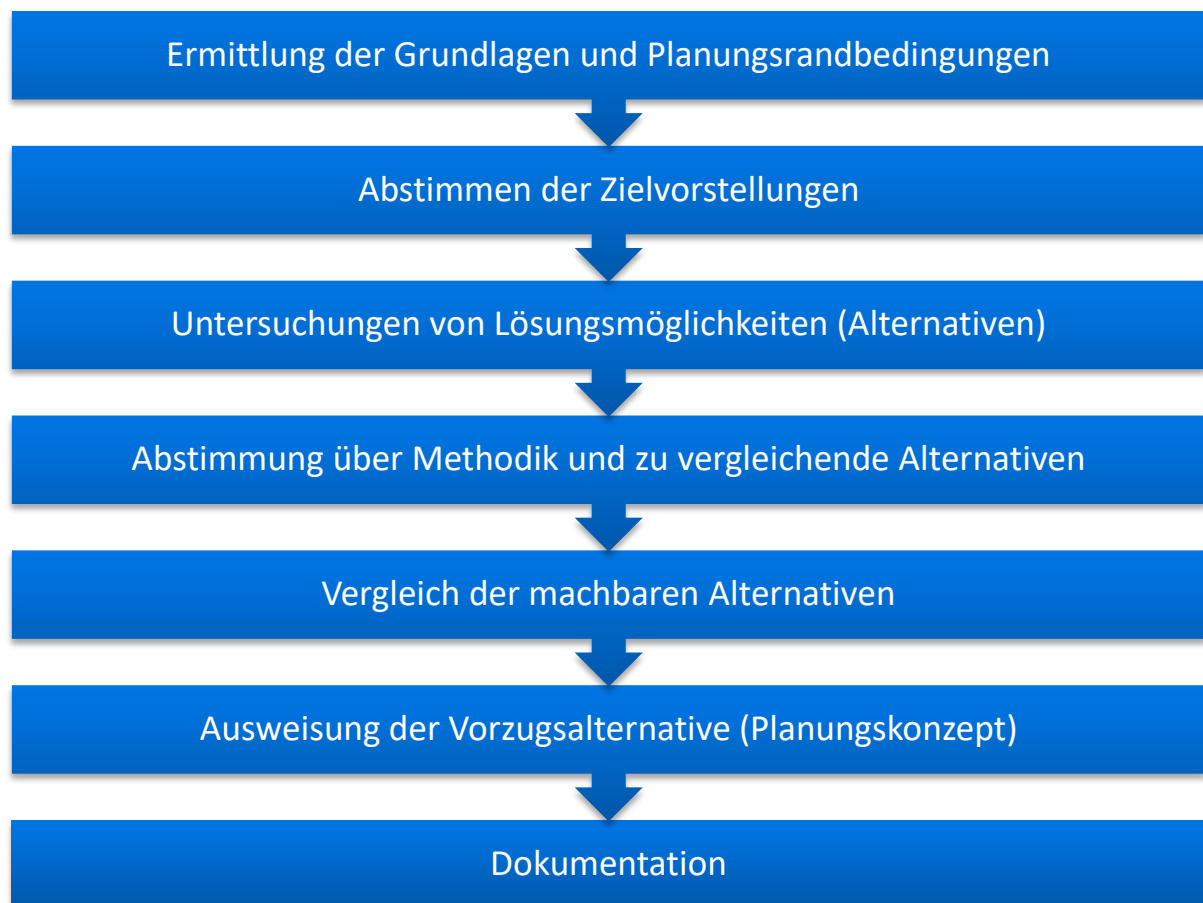 Ermittlung der Grundlagen und Planungsrandbedingungen
Abstimmen der Zielvorstellungen
Untersuchungen von Lösungsmöglichkeiten (Alternativen)
Abstimmung über Methodik und zu vergleichende Alternativen
Vergleich der machbaren Alternativen
Ausweisung der Vorzugsalternative (Planungskonzept)
Dokumentation